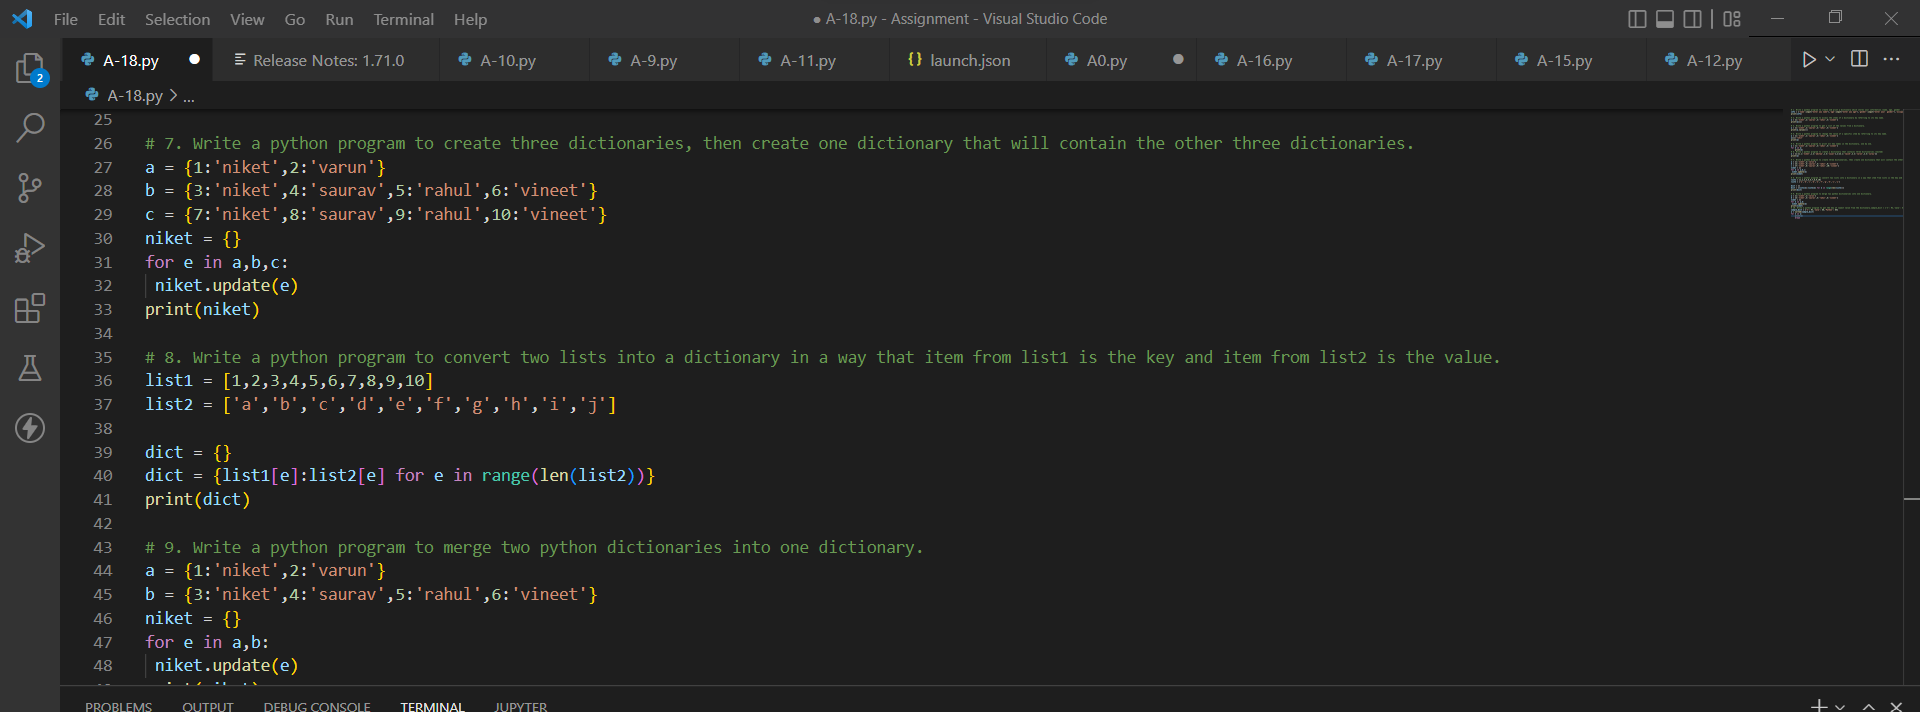 File Edit Selection View Go Run Terminal Help ● A-18.py - Assignment - Visual Studio Code
A-18.py Release Notes: 1.71.0 A-10.py A-9.py A-11.py {} launch.json A0.py A-16.py A-17.py A-15.py A-12.py
2
A-18.py > ...
25
26 # 7. Write a python program to create three dictionaries, then create one dictionary that will contain the other three dictionaries.
27 a = {1:'niket',2:'varun'}
28 b = {3:'niket',4:'saurav',5:'rahul',6:'vineet'}
29 c = {7:'niket',8:'saurav',9:'rahul',10:'vineet'}
30 niket = {}
31 for e in a,b,c:
32 niket.update(e)
33 print(niket)
34
35 # 8. Write a python program to convert two lists into a dictionary in a way that item from list1 is the key and item from list2 is the value.
36 list1 = [1,2,3,4,5,6,7,8,9,10]
37 list2 = ['a','b','c','d','e','f','g','h','i','j']
38
39 dict = {}
40 dict = {list1[e]:list2[e] for e in range(len(list2))}
41 print(dict)
42
43 # 9. Write a python program to merge two python dictionaries into one dictionary.
44 a = {1:'niket',2:'varun'}
45 b = {3:'niket',4:'saurav',5:'rahul',6:'vineet'}
46 niket = {}
47 for e in a,b:
48 niket.update(e)
PROBLEMS OUTPUT DEBUG CONSOLE TERMINAL JUPYTER